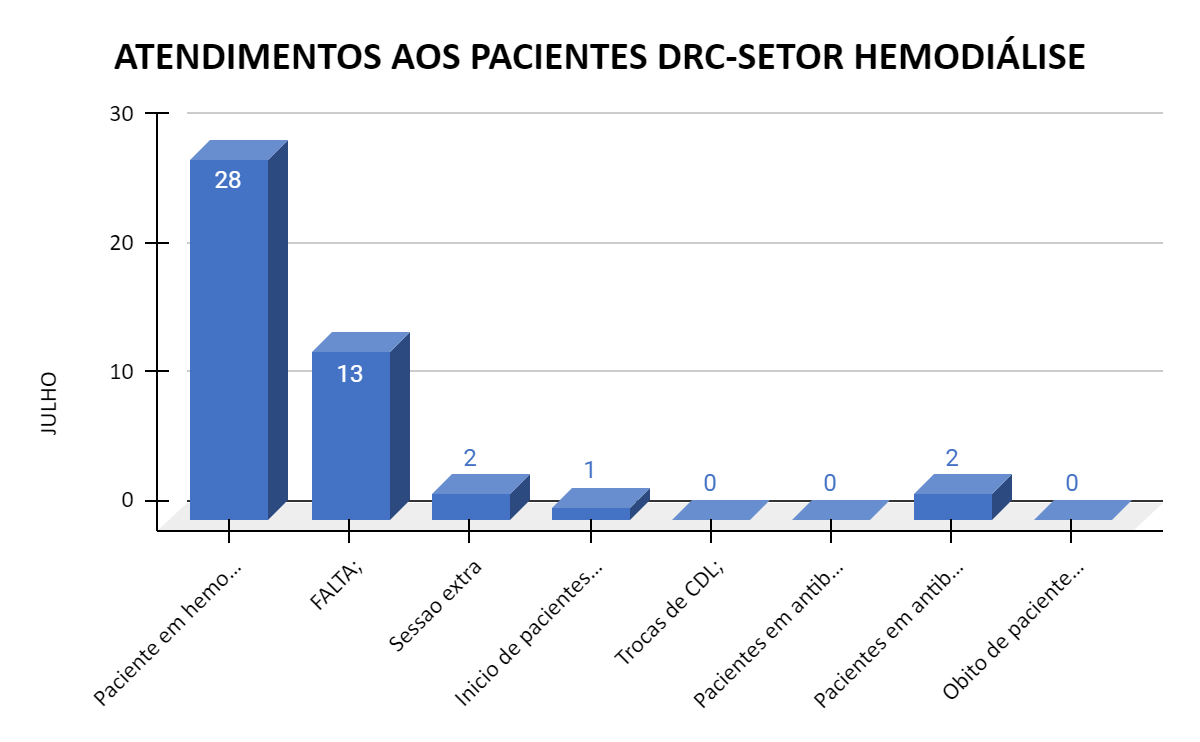 ATENDIMENTOS AOS PACIENTES DRC-SETOR HEMODIÁLISE
30
20
10
0
JULHO
28
13
2
1
0
0
2
0
Paciente em hemo...
FALTA;
Sessao extra
Inicio de pacientes...
Trocas de CDL;
Pacientes em antib...
Pacientes em antib...
Obito de paciente...